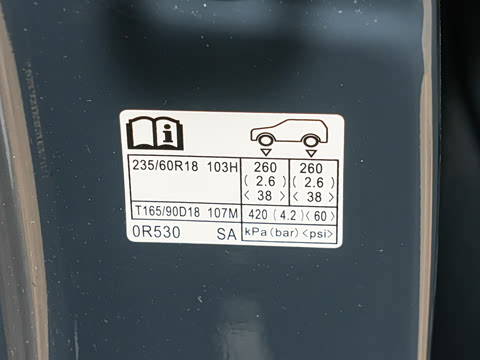 235/60R18 103H 260 260
( 2.6) ( 2.6)
< 38 > < 38 >
T165/90D18 107M 420 (4.2) <60>
0R530 SA kPa (bar) <psi>